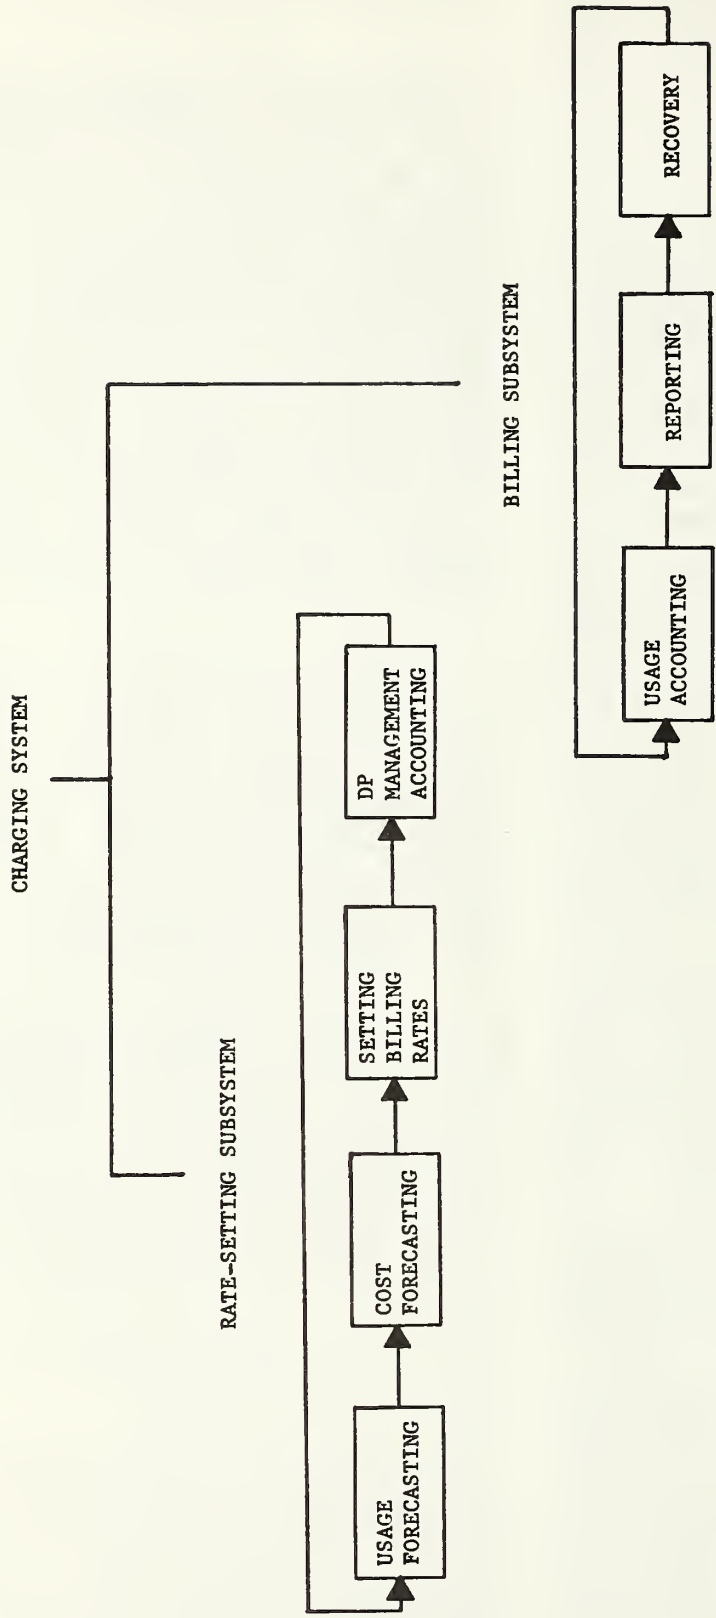 CHARGING SYSTEM
RATE-SETTING SUBSYSTEM
USAGE
FORECASTING
COST
FORECASTING
SETTING
BILLING
RATES
DP
MANAGEMENT
ACCOUNTING
BILLING SUBSYSTEM
USAGE
ACCOUNTING
REPORTING
RECOVERY